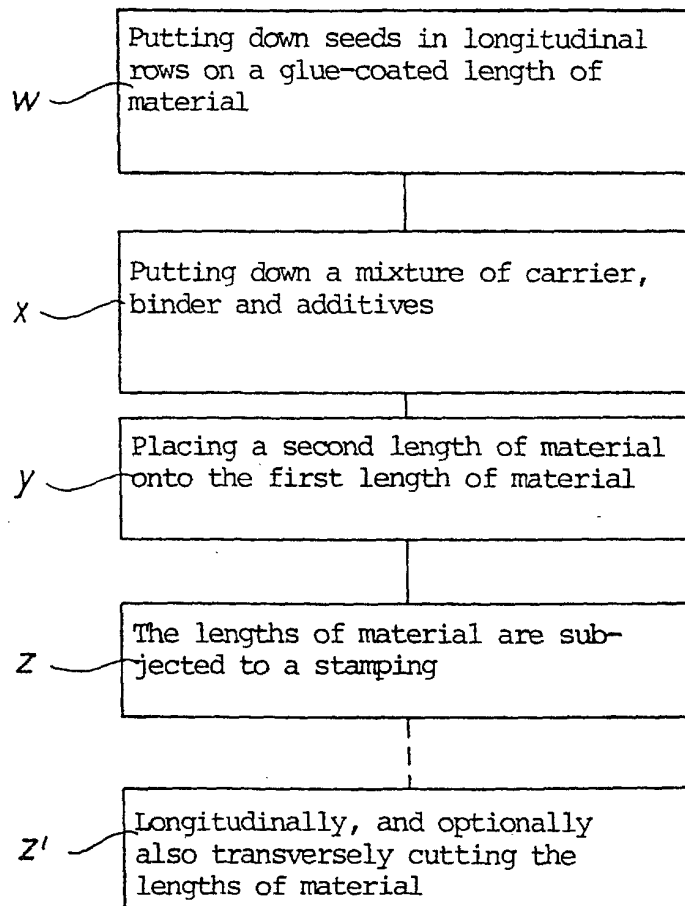 Putting down seeds in longitudinal
rows on a glue-coated length of
material
W
Putting down a mixture of carrier,
binder and additives
X
Placing a second length of material
onto the first length of material
y
The lengths of material are sub-
jected to a stamping
Z
Longitudinally, and optionally
also transversely cutting the
lengths of material
Z'